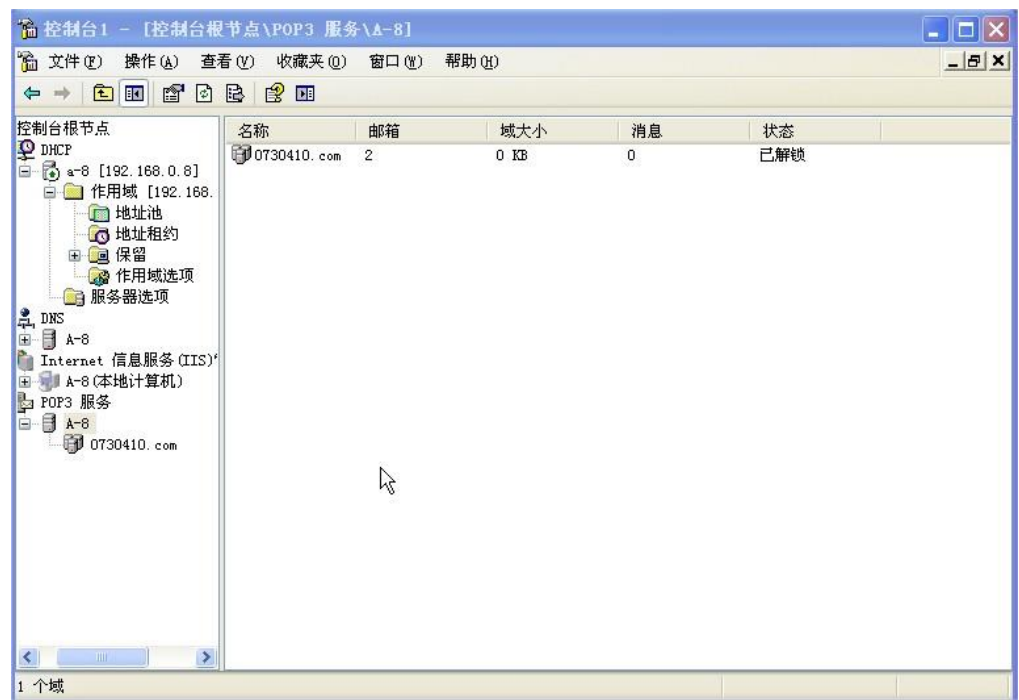 控制台1 - [控制台根节点\POP3 服务\A-8]
文件(F) 操作(A) 查看(V) 收藏夹(O) 窗口(W) 帮助(H)
控制台根节点
DHCP
a-8 [192.168.0.8]
作用域 [192.168.
地址池
地址租约
保留
作用域选项
服务器选项
DNS
A-8
Internet 信息服务(IIS)
A-8(本地计算机)
POP3 服务
A-8
0730410.com
名称 邮箱 域大小 消息 状态
0730410.com 2 0 KB 0 已解锁
1 个域